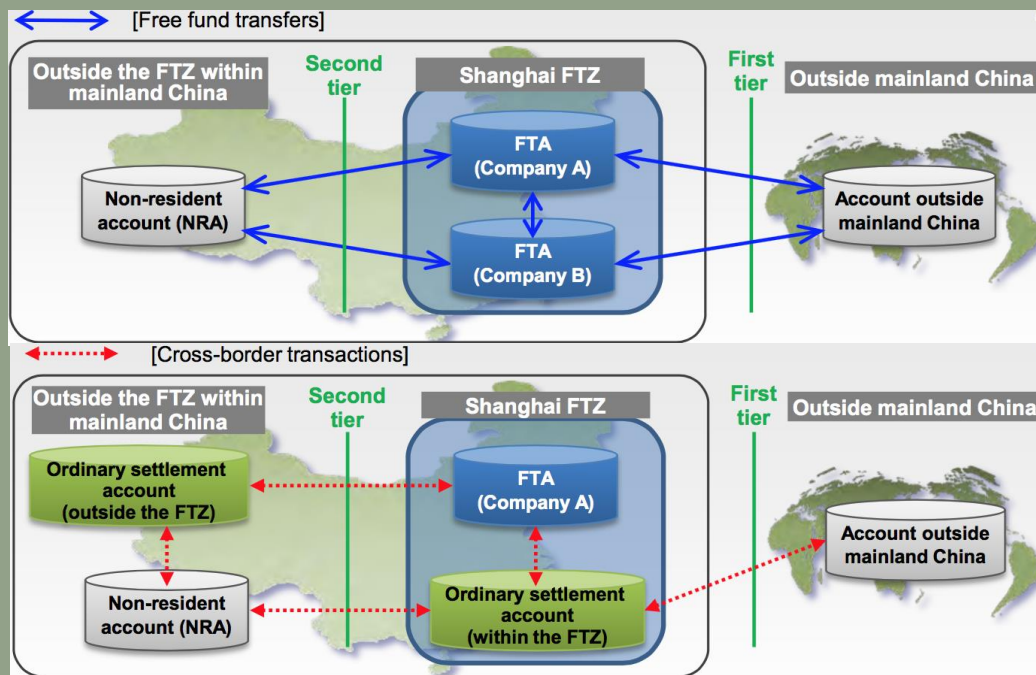 [Free fund transfers]
Outside the FTZ within
mainland China
Second
tier
Shanghai FTZ
First
tier
Outside mainland China
FTA
(Company A)
Non-resident
account (NRA)
Account outside
mainland China
FTA
(Company B)
[Cross-border transactions]
Outside the FTZ within
mainland China
Second
tier
Shanghai FTZ
First
tier
Outside mainland China
Ordinary settlement
account
(outside the FTZ)
FTA
(Company A)
Account outside
mainland China
Non-resident
account (NRA)
Ordinary settlement
account
(within the FTZ)